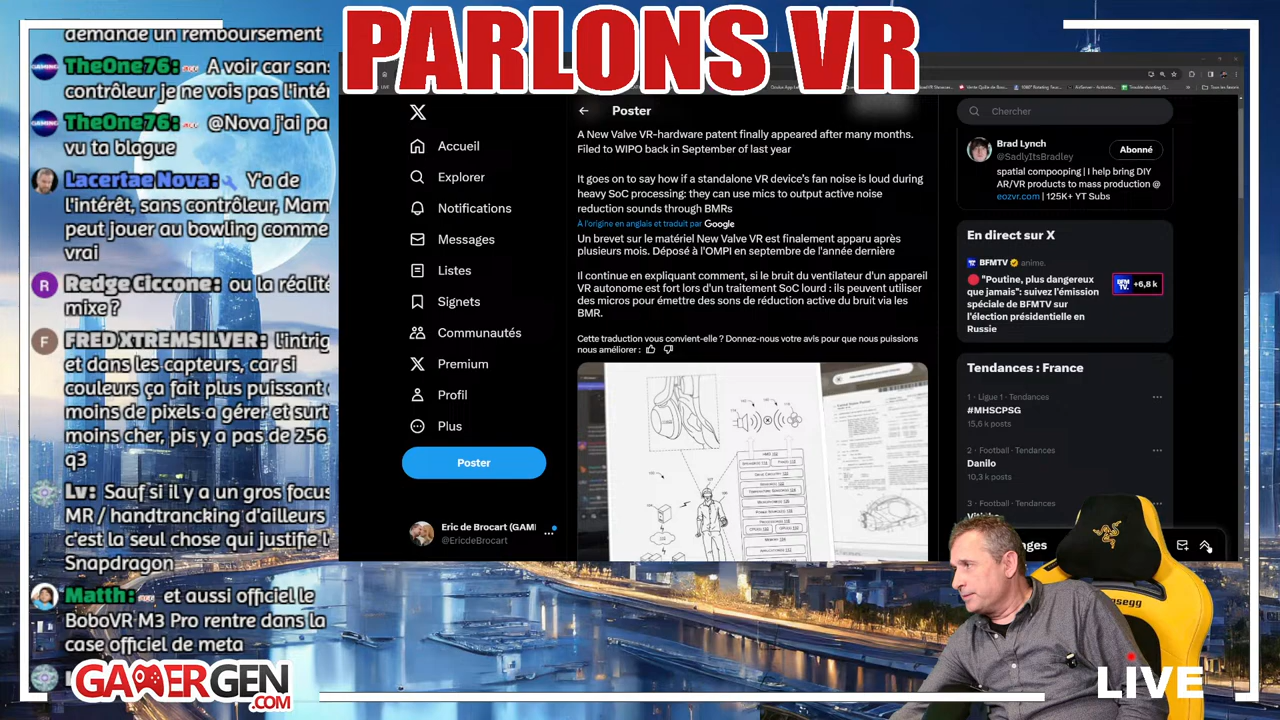 PARLONS VR
demande un remboursement
TheOne76: A voir car sans
contrôleur je ne vois pas l'intér
TheOne76: @Nova j'ai pa
vu ta blague
Lacertae Nova: Y'a de
l'intérêt, sans contrôleur, Mam
peut jouer au bowling comme
vrai
RedgeCiccone: ou la réalité
mixe ?
FRED XTREMSILVER: l'intrig
et dans les capteurs, car si
couleurs ça fait plus puissant
moins de pixels a gérer et surt
moins cher, pis y a pas de 256
q3
LP: Sauf si il y a un gros focus
/ handtrancking d'ailleurs
c'est la seul chose qui justifie l
Snapdragon
Matth: et aussi officiel le
BoboVR M3 Pro rentre dans la
case officiel de meta
GAMERGEN
.COM
Accueil
Explorer
Notifications
Messages
Listes
Signets
Communautés
Premium
Profil
Plus
Poster
Eric de Brocart (GAMI
@EricdeBrocart
Poster
A New Valve VR-hardware patent finally appeared after many months.
Filed to WIPO back in September of last year
It goes on to say how if a standalone VR device's fan noise is loud during
heavy SoC processing: they can use mics to output active noise
reduction sounds through BMRs
À l'origine en anglais et traduit par Google
Un brevet sur le matériel New Valve VR est finalement apparu après
plusieurs mois. Déposé à l'OMPI en septembre de l'année dernière
Il continue en expliquant comment, si le bruit du ventilateur d'un appareil
VR autonome est fort lors d'un traitement SoC lourd : ils peuvent utiliser
des micros pour émettre des sons de réduction active du bruit via les
BMR.
Cette traduction vous convient-elle ? Donnez-nous votre avis pour que nous puissions
nous améliorer :
Chercher
Brad Lynch
@SadlyItsBradley
Abonné
spatial compooping | I help bring DIY
AR/VR products to mass production @
eozvr.com | 125K+ YT Subs
En direct sur X
BFMTV anime.
"Poutine, plus dangereux
que jamais": suivez l'émission
spéciale de BFMTV sur
l'élection présidentielle en
Russie
+6,8 k
Tendances : France
1 · Ligue 1 · Tendances
#MHSCPSG
15,6 k posts
2 · Football · Tendances
Danilo
10,3 k posts
3 · Football · Tendances
LIVE